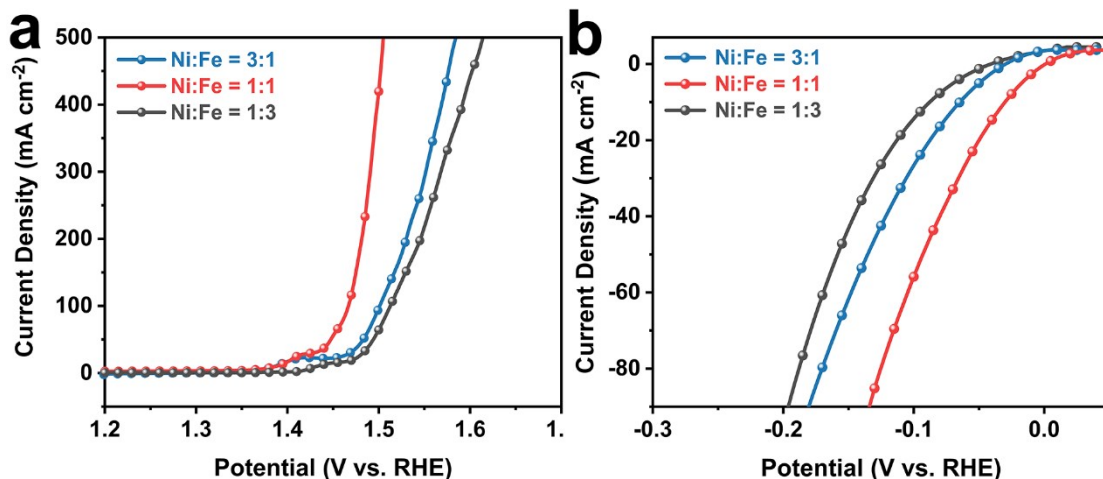 a
500
400
300
200
100
0
Current Density (mA cm⁻²)
Ni:Fe = 3:1
Ni:Fe = 1:1
Ni:Fe = 1:3
1.2
1.3
1.4
1.5
1.6
1.
Potential (V vs. RHE)
b
0
-20
-40
-60
-80
Current Density (mA cm⁻²)
Ni:Fe = 3:1
Ni:Fe = 1:1
Ni:Fe = 1:3
-0.3
-0.2
-0.1
0.0
Potential (V vs. RHE)